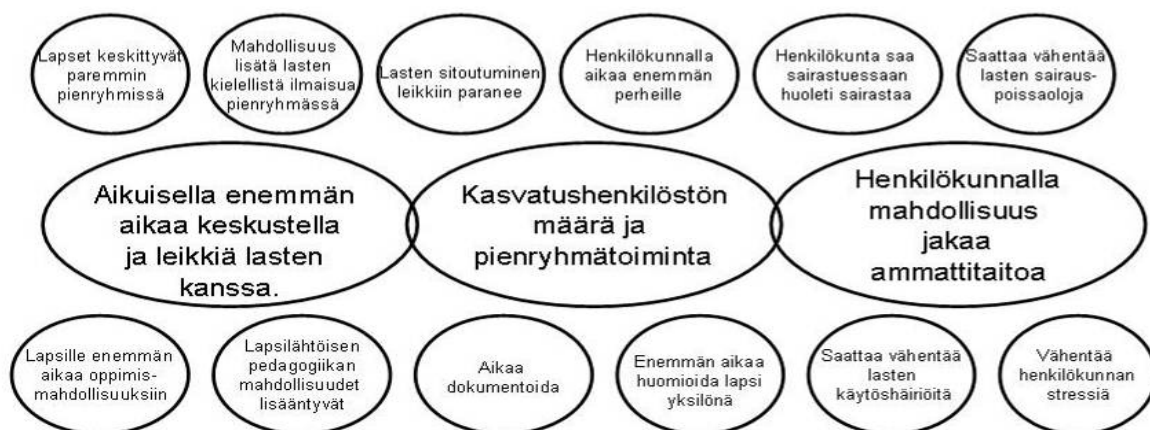 Lapset keskittyvät
paremmin
pienryhmissä
Mahdollisuus
lisätä lasten
kielellistä ilmaisua
pienryhmässä
Lasten sitoutuminen
leikkiin paranee
Henkilökunnalla
aikaa enemmän
perheille
Henkilökunta saa
sairastuessaan
huoleti sairastaa
Saattaa vähentää
lasten sairaus-
poissaoloja
Aikuisella enemmän
aikaa keskustella
ja leikkiä lasten
kanssa.
Kasvatushenkilöstön
määrä ja
pienryhmätoiminta
Henkilökunnalla
mahdollisuus
jakaa
ammattitaitoa
Lapsille enemmän
aikaa oppimis-
mahdollisuuksiin
Lapsilähtöisen
pedagogiikan
mahdollisuudet
lisääntyvät
Aikaa
dokumentoida
Enemmän aikaa
huomioida lapsi
yksilönä
Saattaa vähentää
lasten
käytöshäiriöitä
Vähentää
henkilökunnan
stressiä